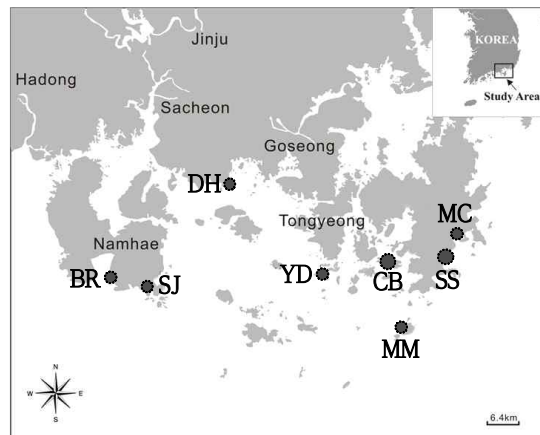 Jinju
KOREA
Hadong
Study Area
Sacheon
Goseong
DH
Tongyeong
MC
Namhae
BR
SJ
YD
CB
SS
MM
N
W E
S
6.4km